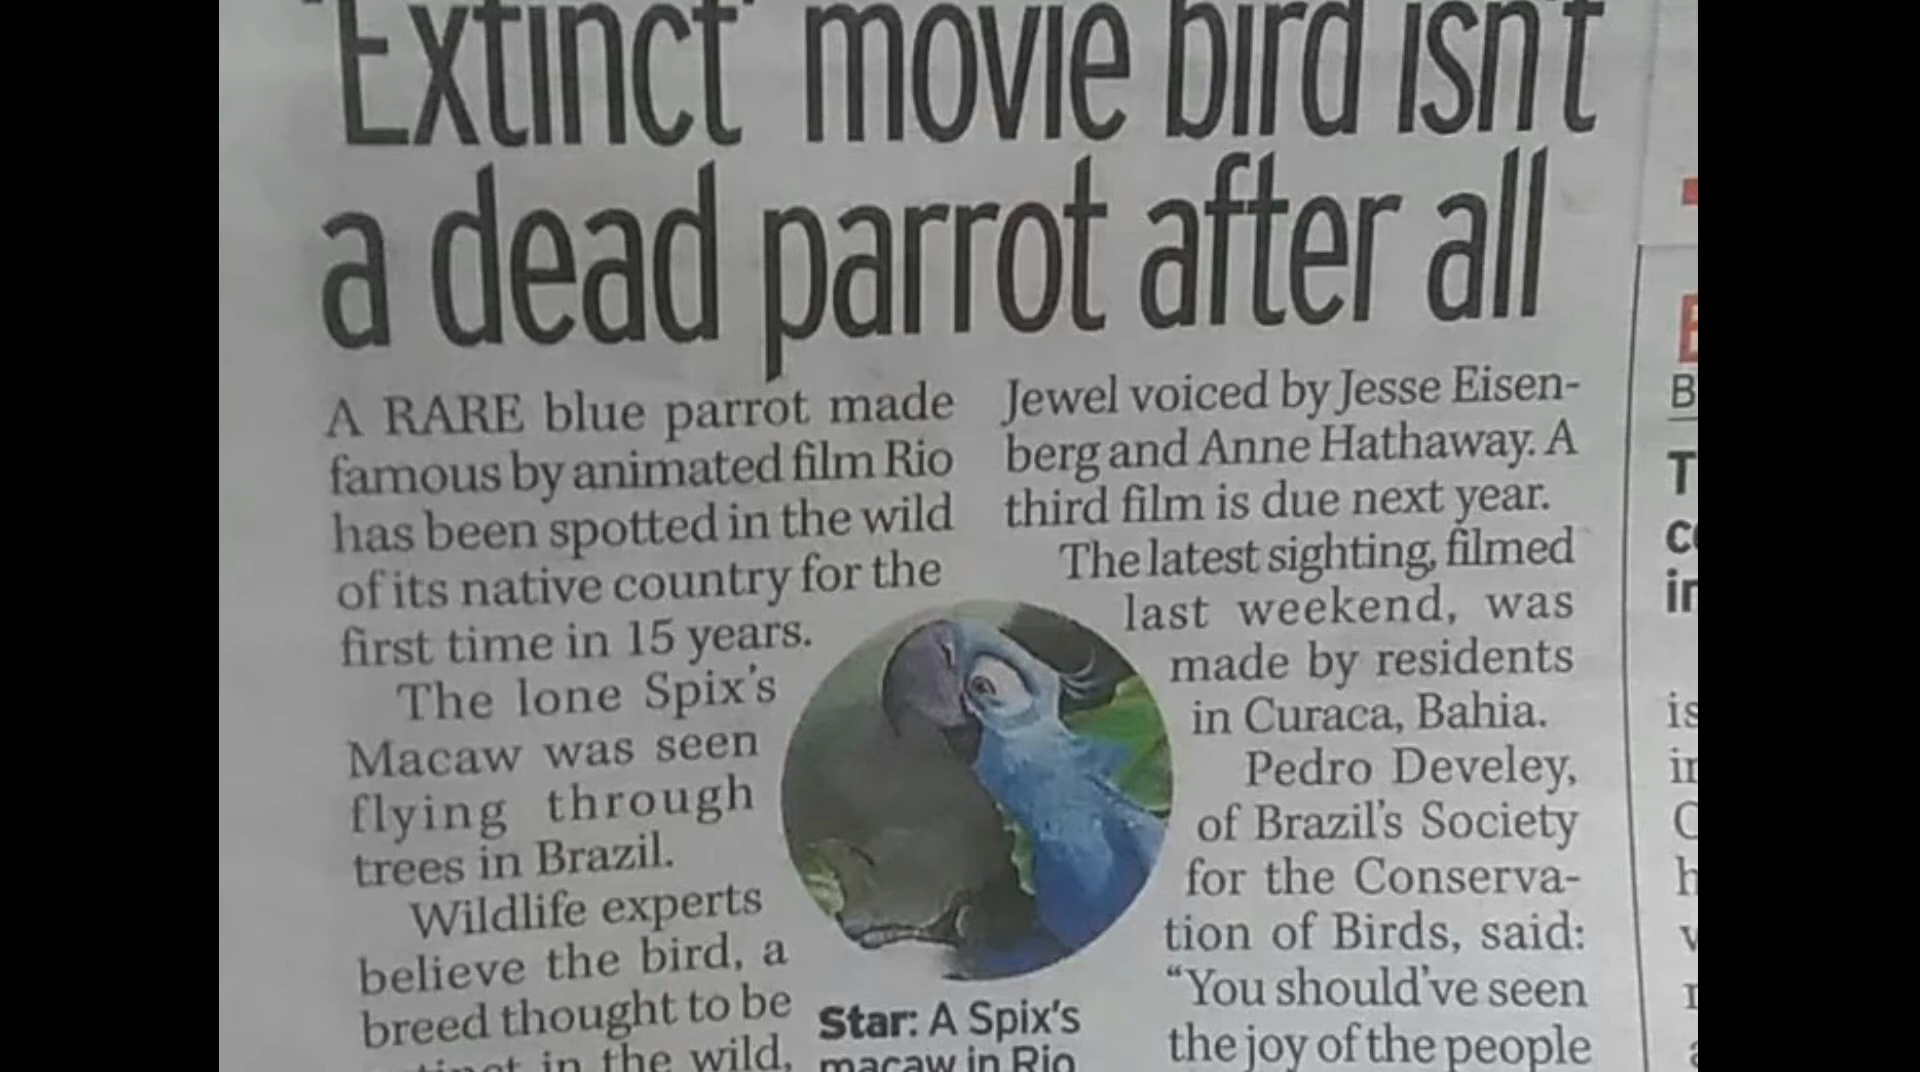 'Extinct' movie bird isn't
a dead parrot after all
A RARE blue parrot made
famous by animated film Rio
has been spotted in the wild
of its native country for the
first time in 15 years.
The lone Spix's
Macaw was seen
flying through
trees in Brazil.
Wildlife experts
believe the bird, a
breed thought to be
in the wild,
Star: A Spix's
macaw in Rio
Jewel voiced by Jesse Eisen-
berg and Anne Hathaway. A
third film is due next year.
The latest sighting, filmed
last weekend, was
made by residents
in Curaca, Bahia.
Pedro Develey,
of Brazil's Society
for the Conserva-
tion of Birds, said:
"You should've seen
the joy of the people
B
T
in
is